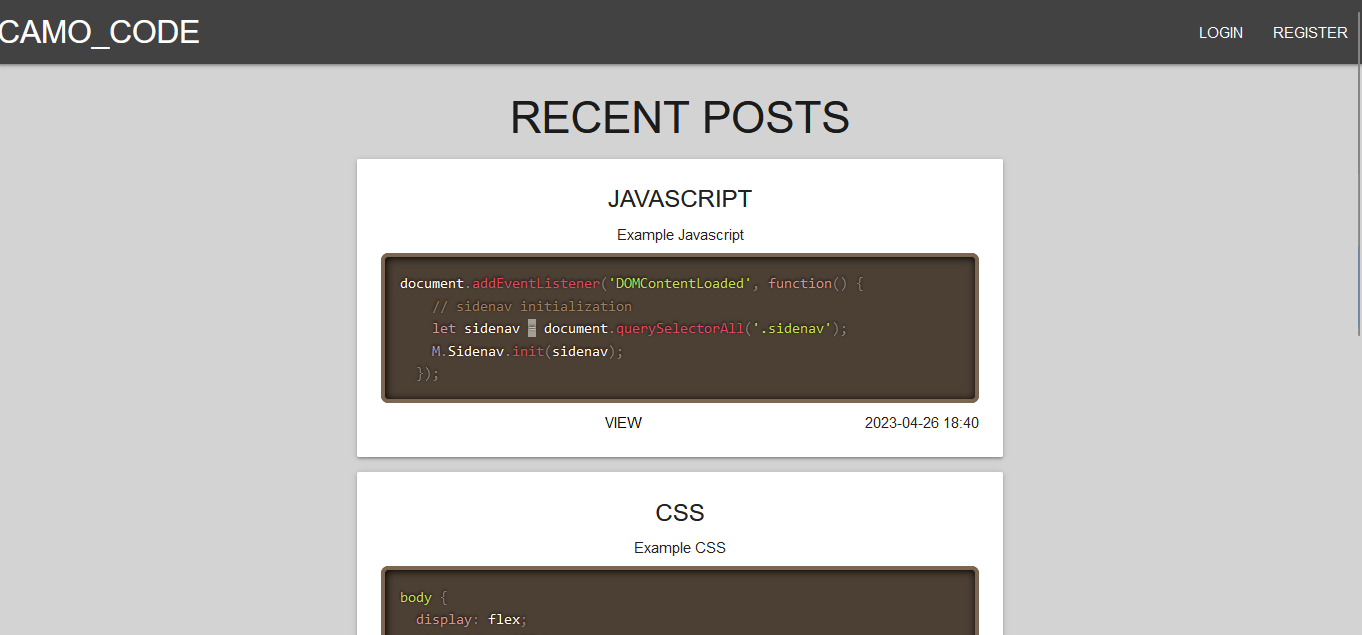 CAMO_CODE
LOGIN REGISTER
RECENT POSTS
JAVASCRIPT
Example Javascript
document.addEventListener('DOMContentLoaded', function() {
    // sidenav initialization
    let sidenav = document.querySelectorAll('.sidenav');
    M.Sidenav.init(sidenav);
  });
VIEW 2023-04-26 18:40
CSS
Example CSS
body {
  display: flex;